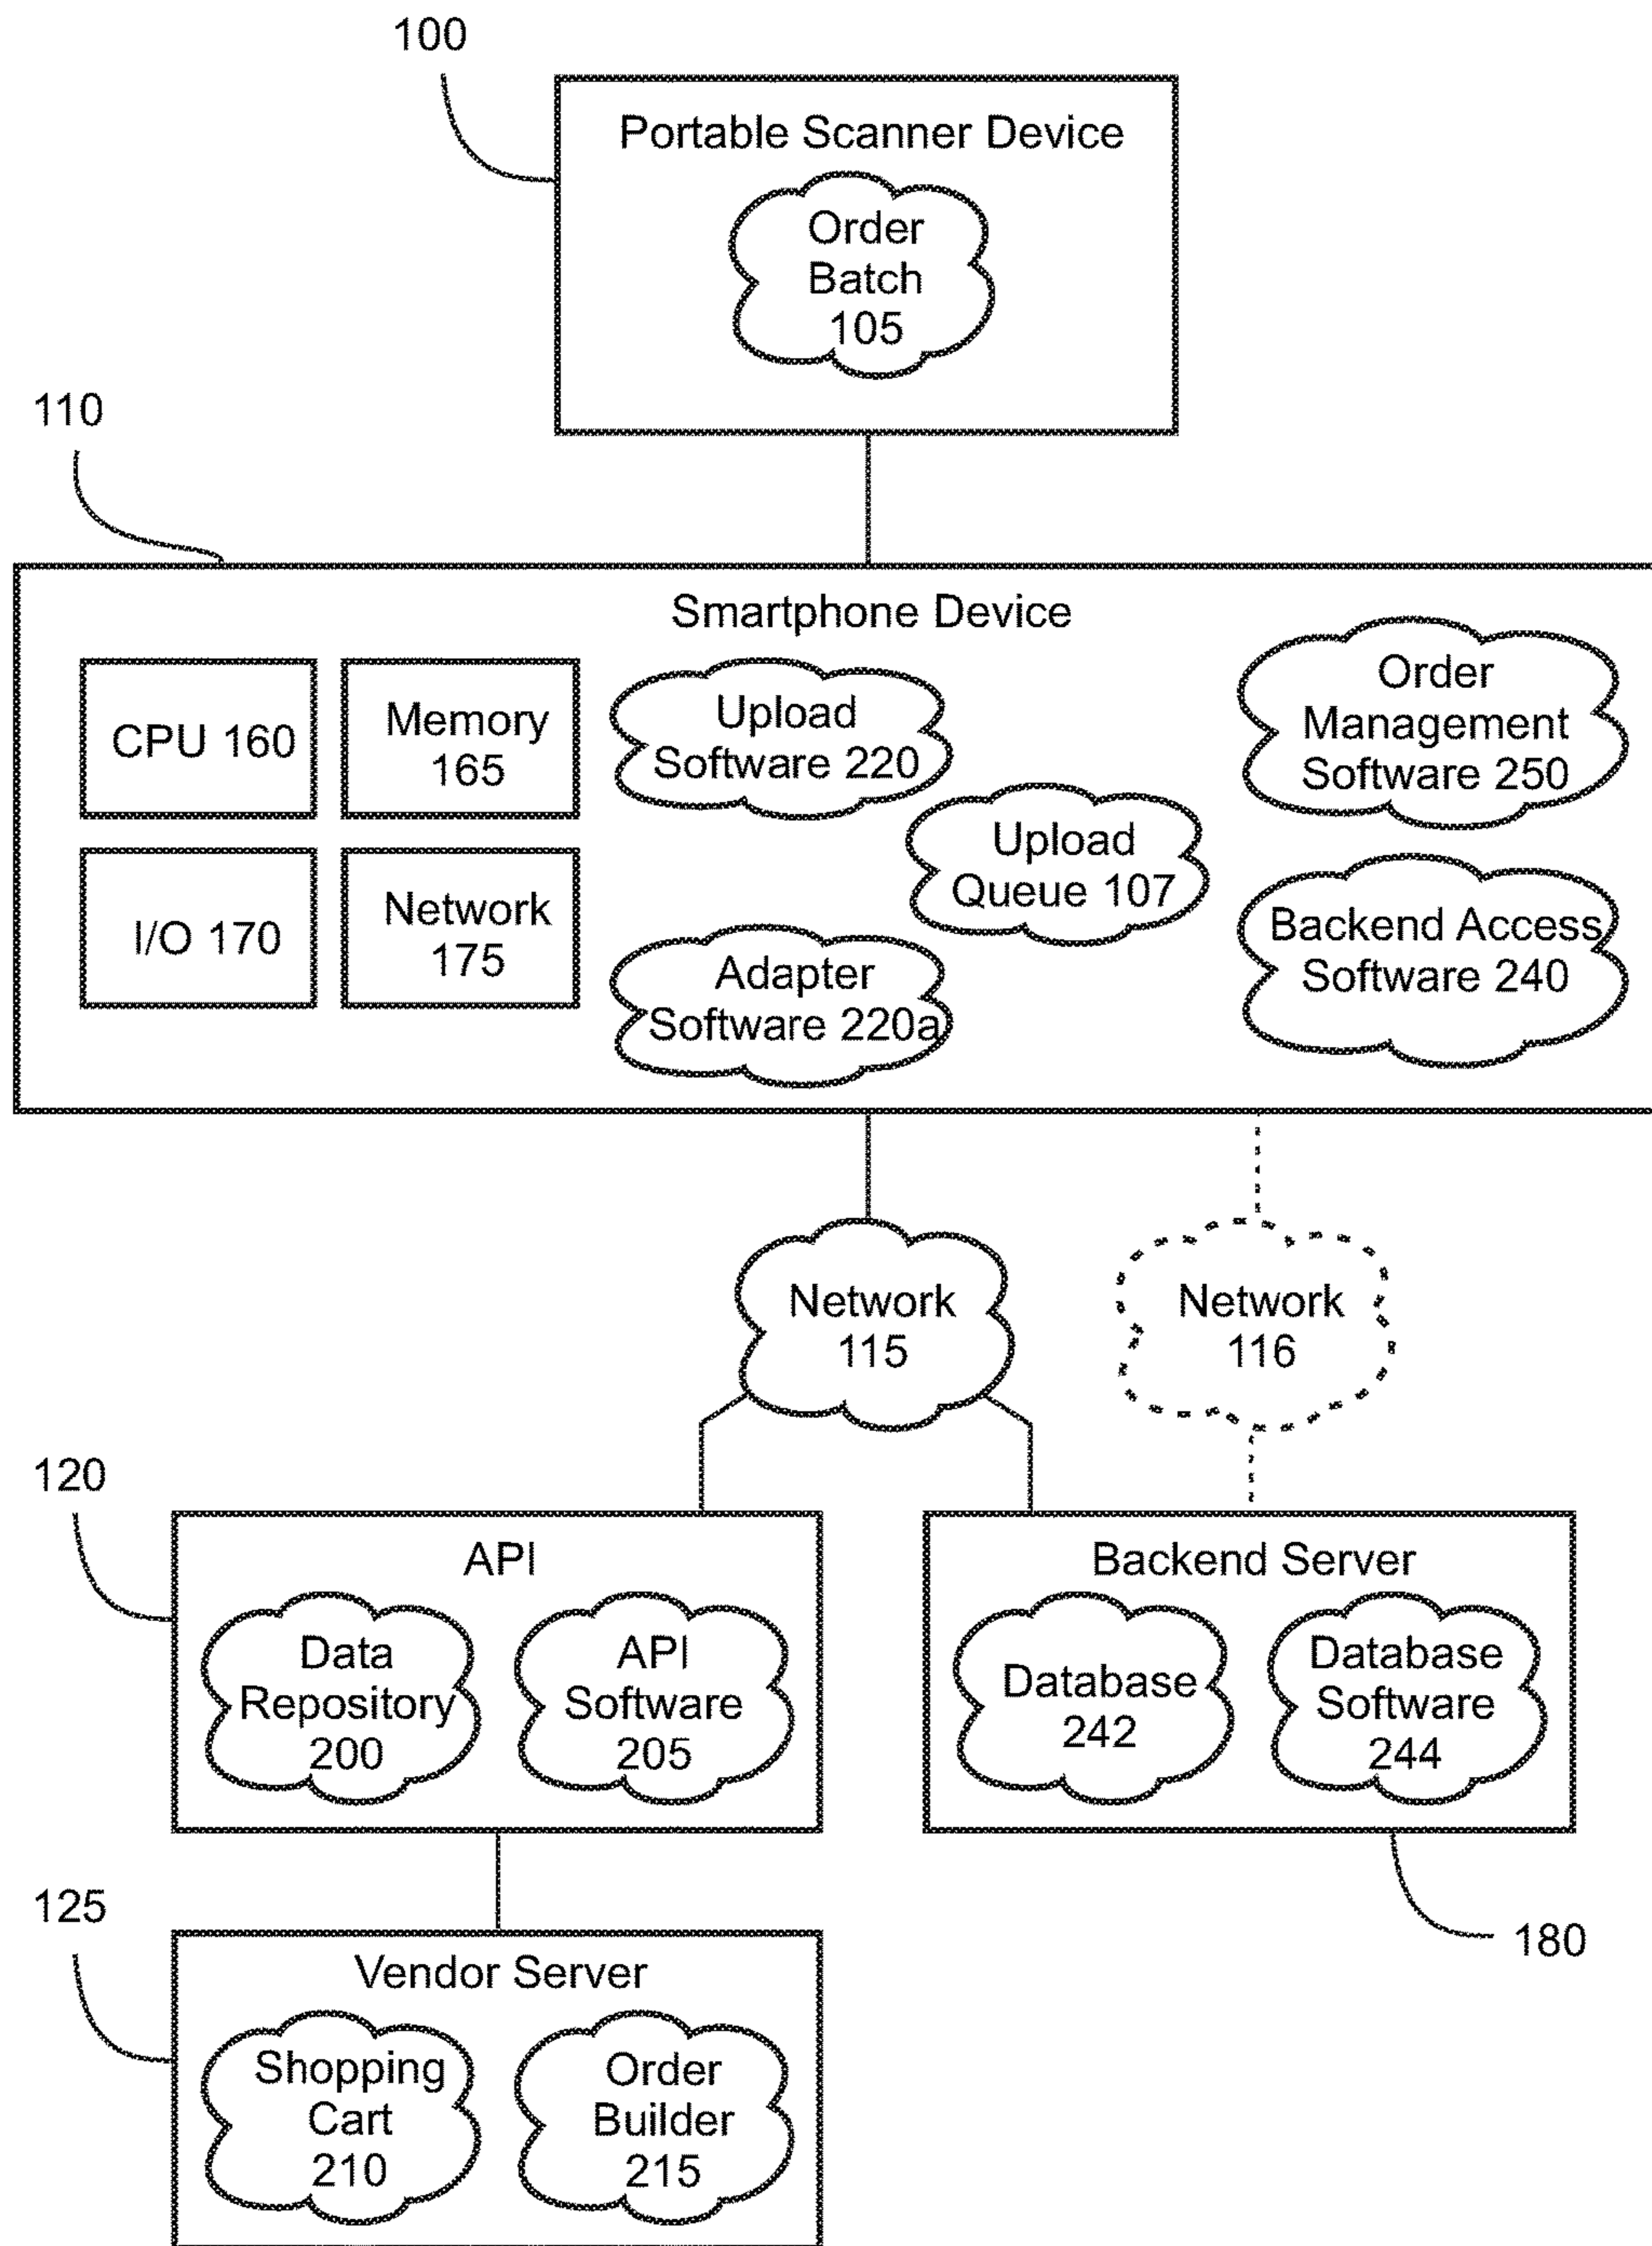 100
Portable Scanner Device
Order
Batch
105
110
Smartphone Device
CPU 160
Memory
165
Upload
Software 220
Order
Management
Software 250
I/O 170
Network
175
Upload
Queue 107
Adapter
Software 220a
Backend Access
Software 240
Network
115
Network
116
120
API
Data
Repository
200
API
Software
205
Backend Server
Database
242
Database
Software
244
180
125
Vendor Server
Shopping
Cart
210
Order
Builder
215